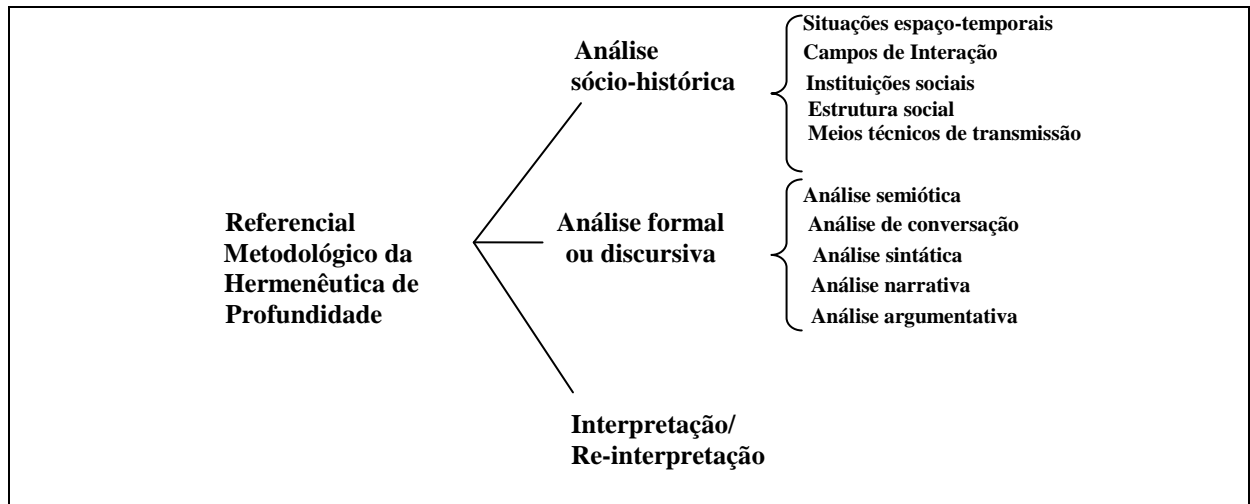 Referencial
Metodológico da
Hermenêutica de
Profundidade
Análise
sócio-histórica
Situações espaço-temporais
Campos de Interação
Instituições sociais
Estrutura social
Meios técnicos de transmissão
Análise formal
ou discursiva
Análise semiótica
Análise de conversação
Análise sintática
Análise narrativa
Análise argumentativa
Interpretação/
Re-interpretação